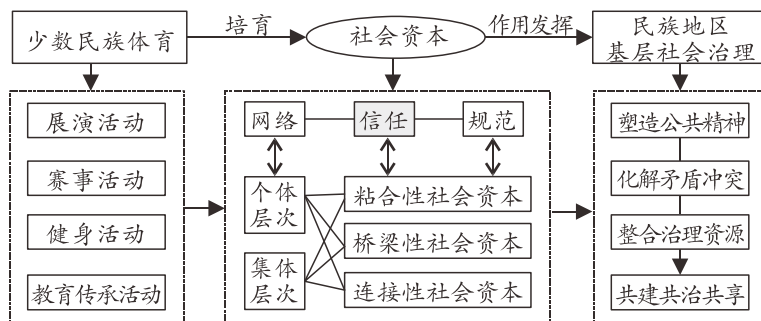 少数民族体育
培育
社会资本
作用发挥
民族地区
基层社会治理
展演活动
赛事活动
健身活动
教育传承活动
网络
信任
规范
个体
层次
集体
层次
粘合性社会资本
桥梁性社会资本
连接性社会资本
塑造公共精神
化解矛盾冲突
整合治理资源
共建共治共享